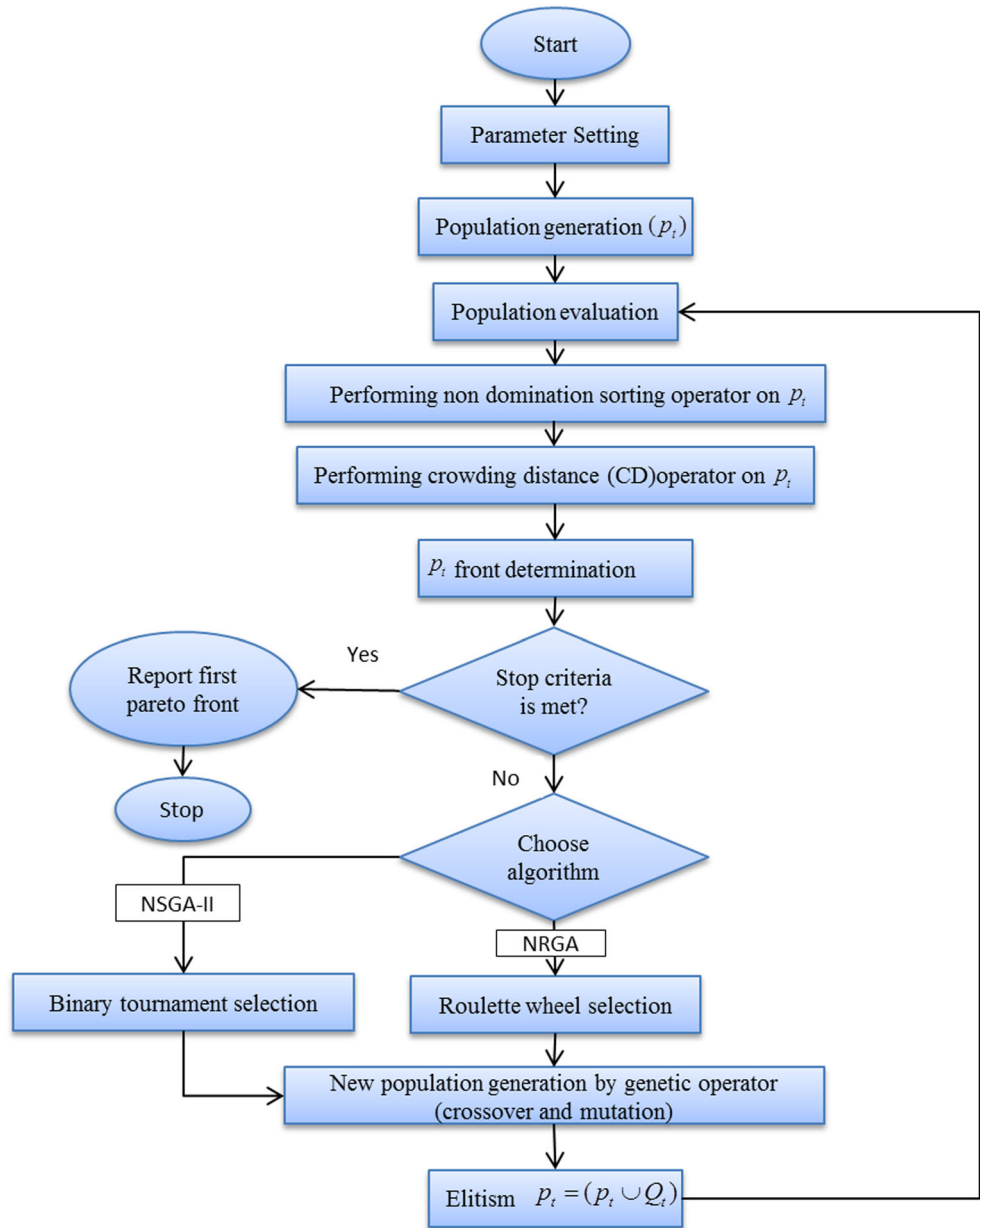 Start
Parameter Setting
Population generation (pₜ)
Population evaluation
Performing non domination sorting operator on pₜ
Performing crowding distance (CD)operator on pₜ
pₜ front determination
Yes
Report first
pareto front
Stop criteria
is met?
Stop
No
Choose
algorithm
NSGA-II
NRGA
Binary tournament selection
Roulette wheel selection
New population generation by genetic operator
(crossover and mutation)
Elitism pₜ = (pₜ ∪ Qₜ)